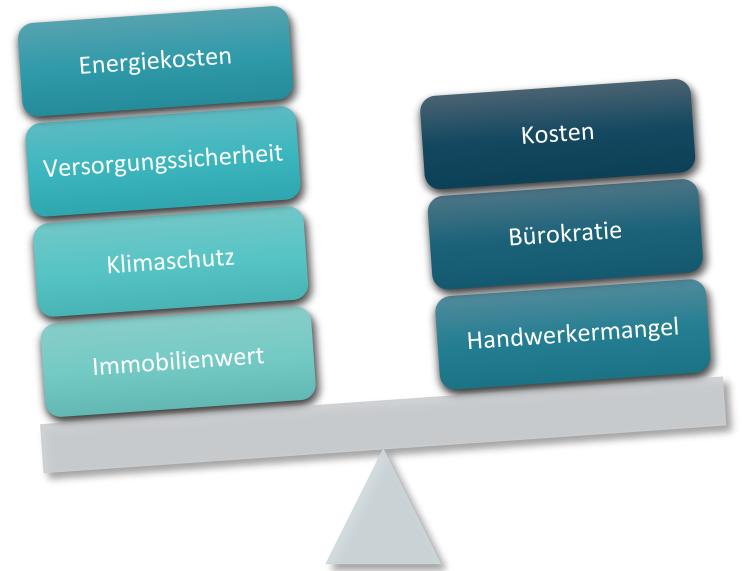 Energiekosten
Versorgungssicherheit
Klimaschutz
Immobilienwert
Kosten
Bürokratie
Handwerkermangel